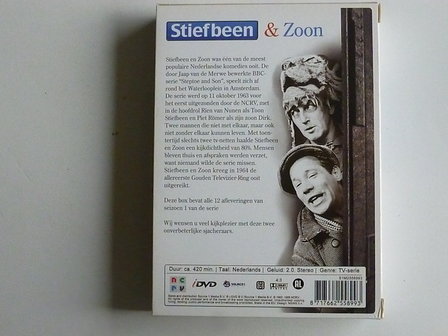 Stiefbeen & Zoon
Stiefbeen en Zoon was één van de meest
populaire Nederlandse komedies ooit. De
door Jaap van de Merwe bewerkte BBC-
serie "Steptoe and Son", speelt zich af
rond het Waterlooplein in Amsterdam.
De serie werd op 11 oktober 1963 voor
het eerst uitgezonden door de NCRV, met
in de hoofdrol Rien van Nunen als Toon
Stiefbeen en Piet Römer als zijn zoon Dirk.
Twee mannen die niet met elkaar, maar ook
niet zonder elkaar kunnen leven. Met toen-
tertijd slechts twee tv-netten haalde Stiefbeen
en Zoon een kijkdichtheid van 80%. Mensen
bleven thuis en afspraken werden verzet,
want niemand wilde de serie missen.
Stiefbeen en Zoon kreeg in 1964 de
allereerste Gouden Televizier Ring ooit
uitgereikt.
Deze box bevat alle 12 afleveringen van
seizoen 1 van de serie
Wij wensen u veel kijkplezier met deze twee
onverbeterlijke sjacheraars.
Duur: ca. 420 min. | Taal: Nederlands | Geluid: 2.0, Stereo | Genre: TV-serie
ncrv
DVD
4:3
AL
8 717662 558993